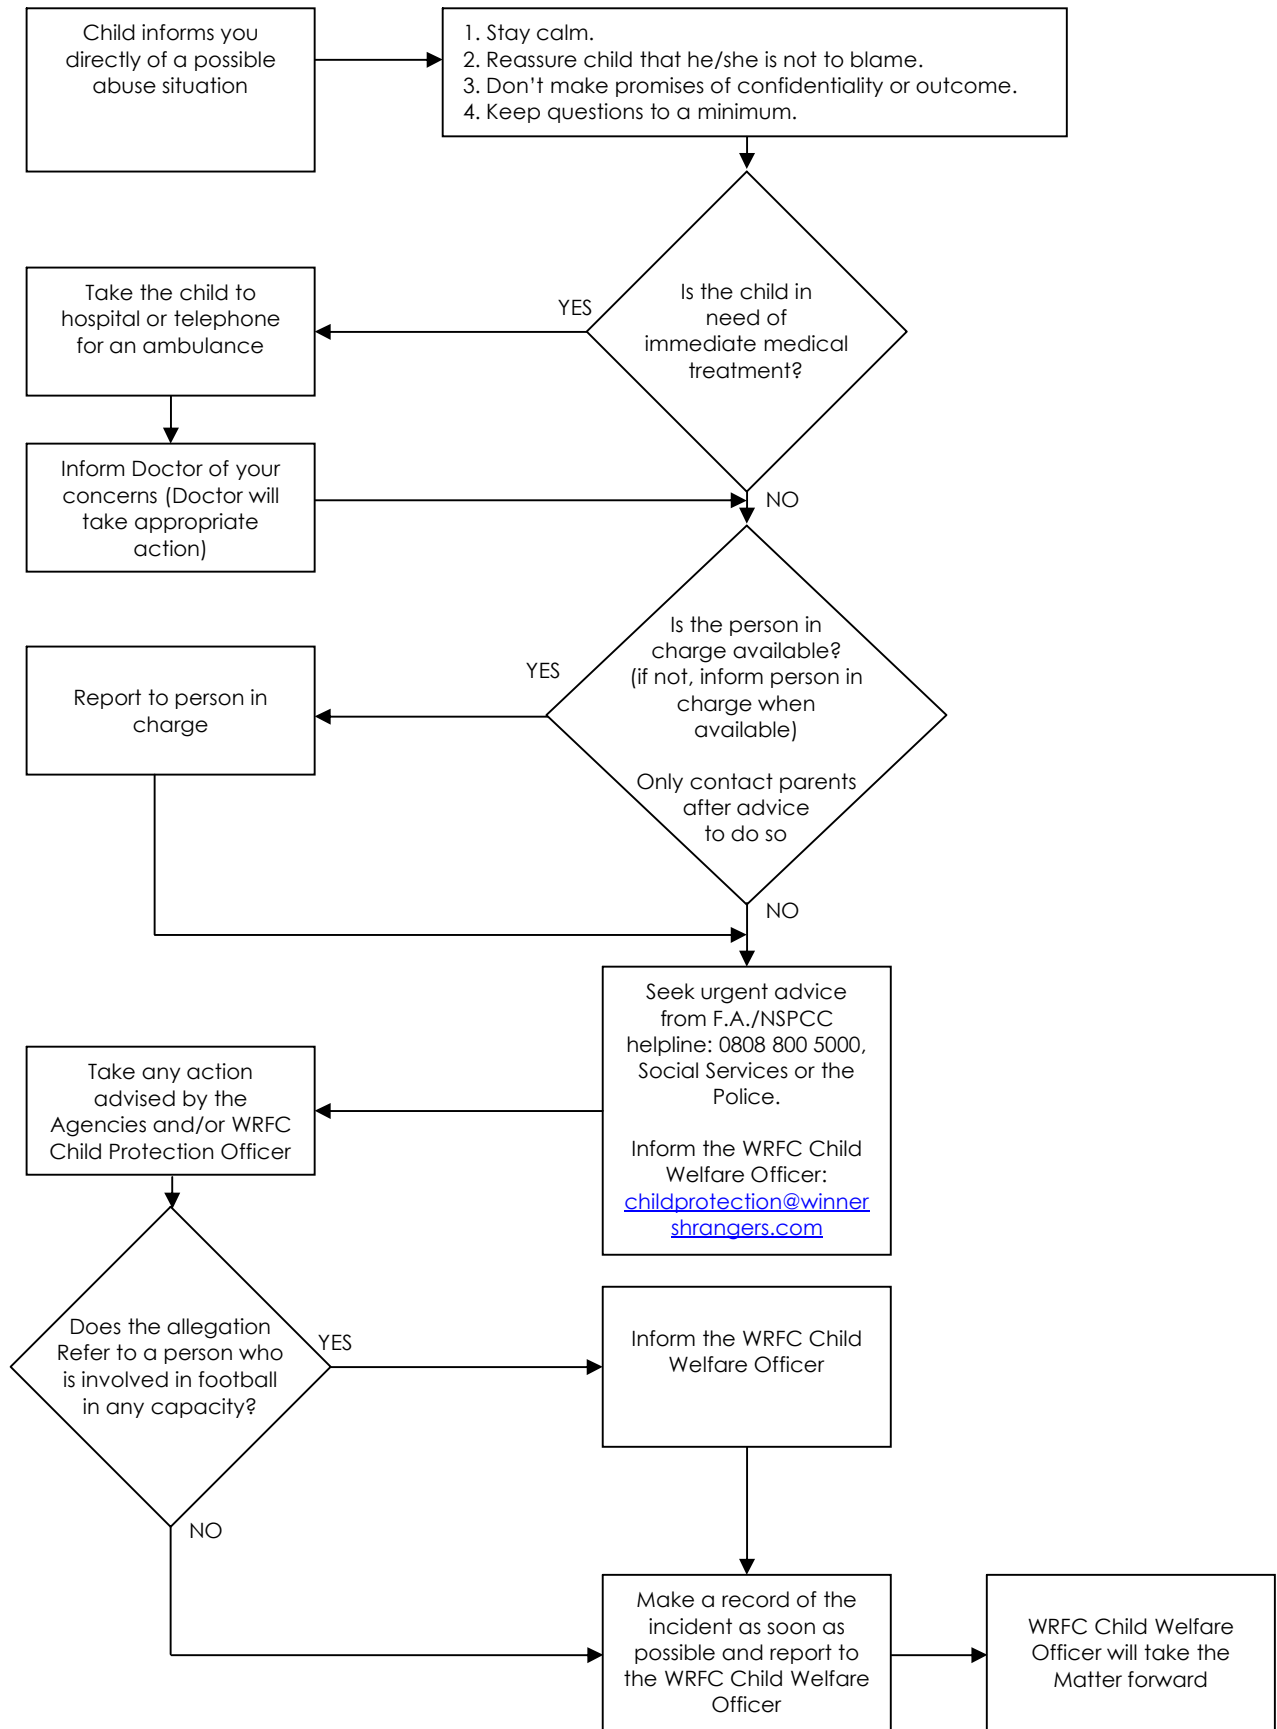 Child informs you
directly of a possible
abuse situation
1. Stay calm.
2. Reassure child that he/she is not to blame.
3. Don't make promises of confidentiality or outcome.
4. Keep questions to a minimum.
Is the child in
need of
immediate medical
treatment?
YES
Take the child to
hospital or telephone
for an ambulance
Inform Doctor of your
concerns (Doctor will
take appropriate
action)
NO
Is the person in
charge available?
(if not, inform person in
charge when
available)
Only contact parents
after advice
to do so
YES
Report to person in
charge
NO
Seek urgent advice
from F.A./NSPCC
helpline: 0808 800 5000,
Social Services or the
Police.
Inform the WRFC Child
Welfare Officer:
childprotection@winner
shrangers.com
Take any action
advised by the
Agencies and/or WRFC
Child Protection Officer
Does the allegation
Refer to a person who
is involved in football
in any capacity?
YES
Inform the WRFC Child
Welfare Officer
NO
Make a record of the
incident as soon as
possible and report to
the WRFC Child Welfare
Officer
WRFC Child Welfare
Officer will take the
Matter forward